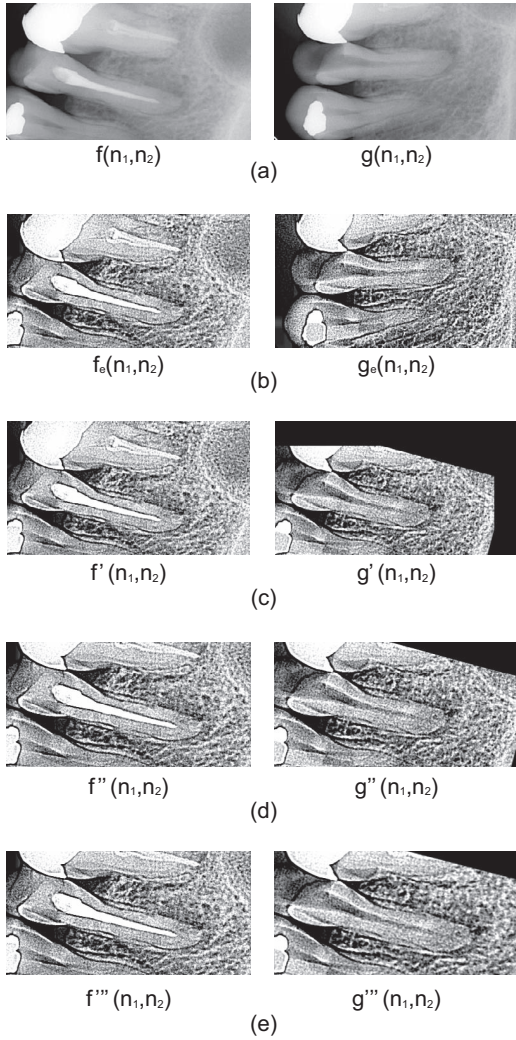 f(n₁,n₂) g(n₁,n₂)
(a)
fₑ(n₁,n₂) gₑ(n₁,n₂)
(b)
f' (n₁,n₂) g' (n₁,n₂)
(c)
f'' (n₁,n₂) g'' (n₁,n₂)
(d)
f''' (n₁,n₂) g''' (n₁,n₂)
(e)